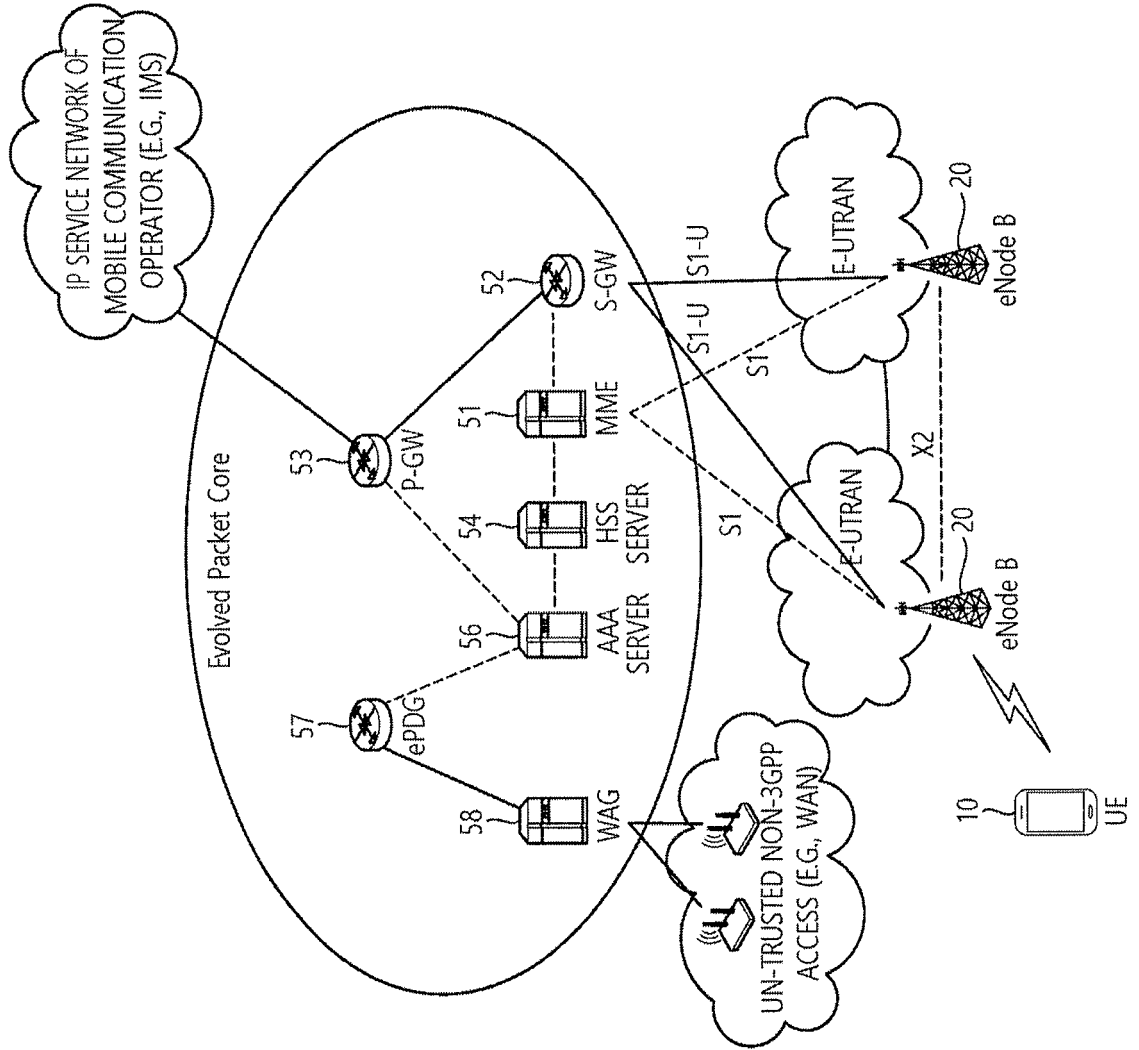 IP SERVICE NETWORK OF
MOBILE COMMUNICATION
OPERATOR (E.G., IMS)
Evolved Packet Core
53
P-GW
57
ePDG
52
S-GW
51
MME
54
HSS
SERVER
56
AAA
SERVER
58
WAG
S1-U
S1-U
S1
S1
E-UTRAN
20
eNode B
X2
E-UTRAN
20
eNode B
UN-TRUSTED NON-3GPP
ACCESS (E.G., WAN)
10
UE